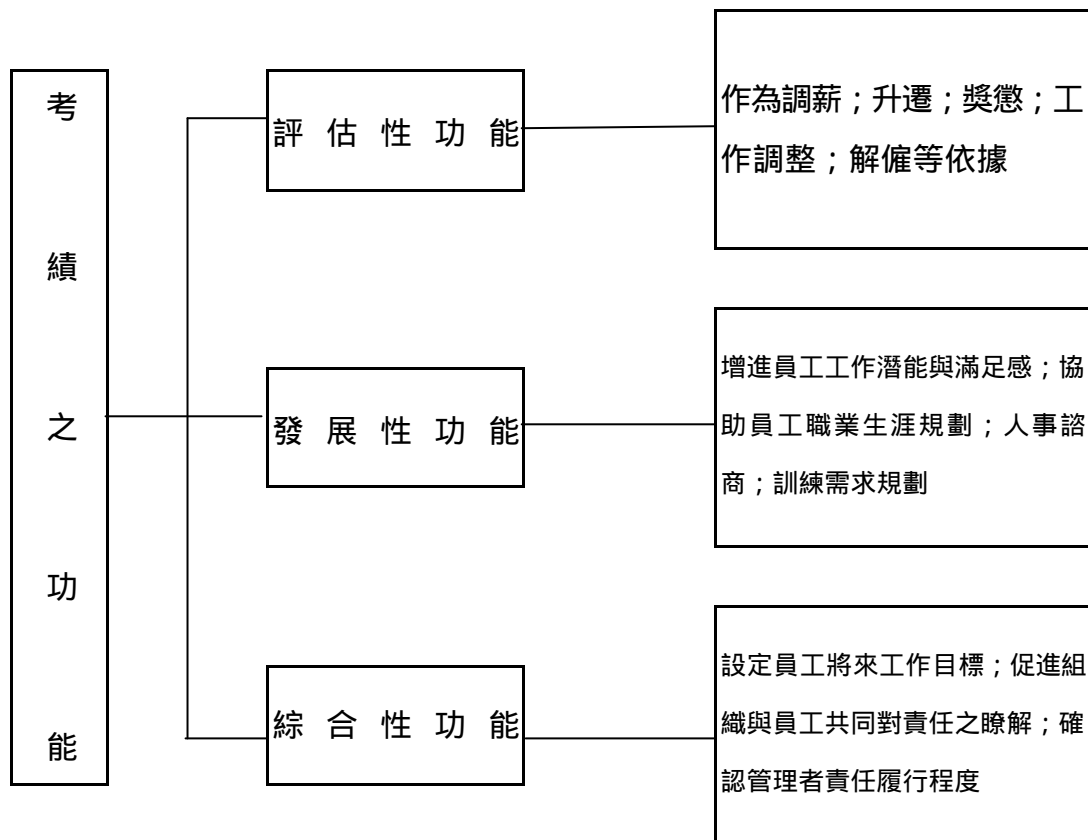 考績之功能
評估性功能
作為調薪；升遷；獎懲；工
作調整；解僱等依據
發展性功能
增進員工工作潛能與滿足感；協
助員工職業生涯規劃；人事諮
商；訓練需求規劃
綜合性功能
設定員工將來工作目標；促進組
織與員工共同對責任之瞭解；確
認管理者責任履行程度